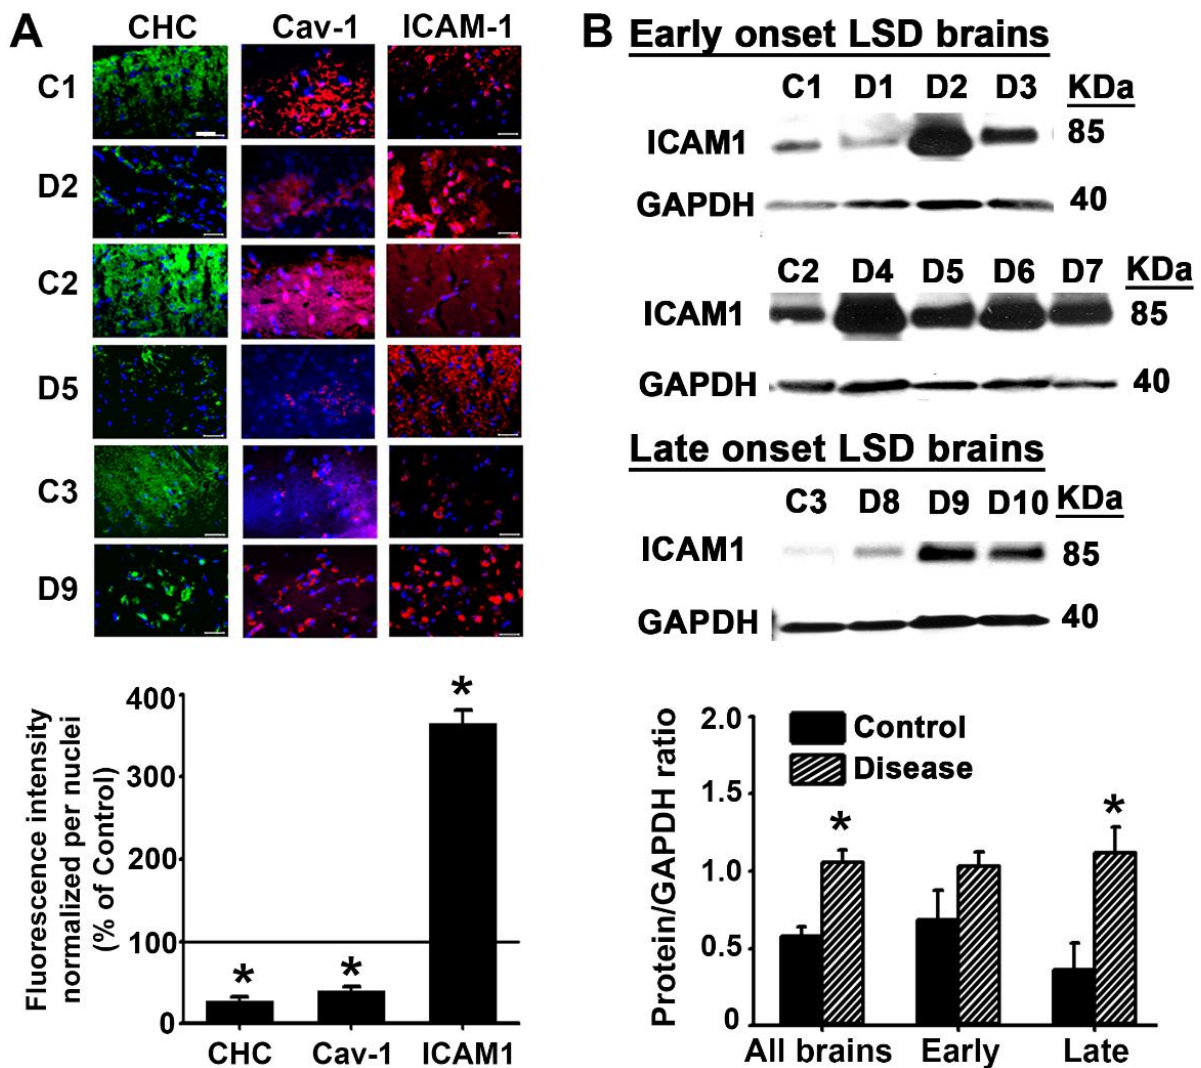 A
CHC Cav-1 ICAM-1
C1
D2
C2
D5
C3
D9
Fluorescence intensity
normalized per nuclei
(% of Control)
400
300
200
100
0
* * *
CHC Cav-1 ICAM1
B Early onset LSD brains
C1 D1 D2 D3 KDa
ICAM1 85
GAPDH 40
C2 D4 D5 D6 D7 KDa
ICAM1 85
GAPDH 40
Late onset LSD brains
C3 D8 D9 D10 KDa
ICAM1 85
GAPDH 40
Protein/GAPDH ratio
2.0
1.5
1.0
0.5
0
Control
Disease
* *
All brains Early Late